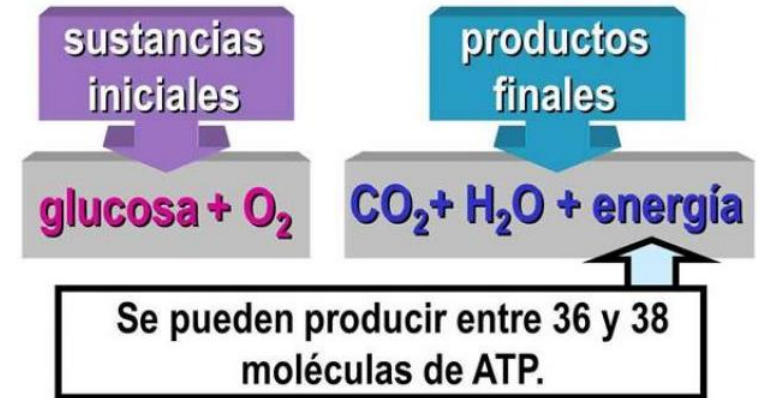 sustancias
iniciales
productos
finales
glucosa + O₂
CO₂+ H₂O + energía
Se pueden producir entre 36 y 38
moléculas de ATP.